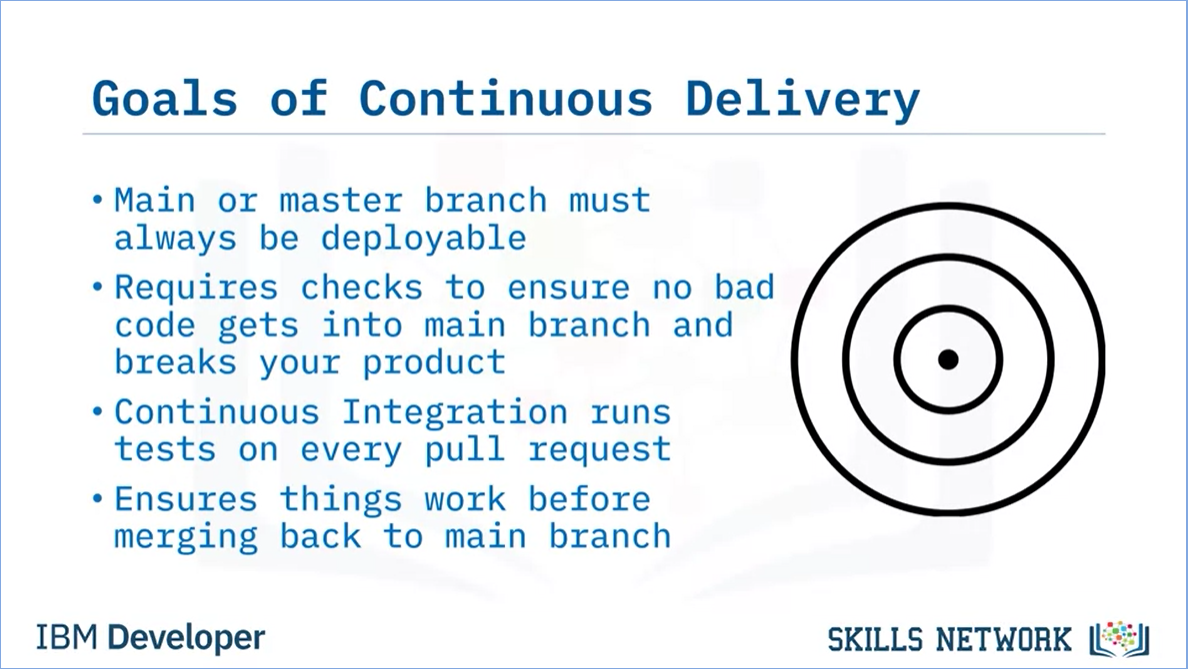 Goals of Continuous Delivery
• Main or master branch must
always be deployable
• Requires checks to ensure no bad
code gets into main branch and
breaks your product
• Continuous Integration runs
tests on every pull request
• Ensures things work before
merging back to main branch
IBM Developer
SKILLS NETWORK